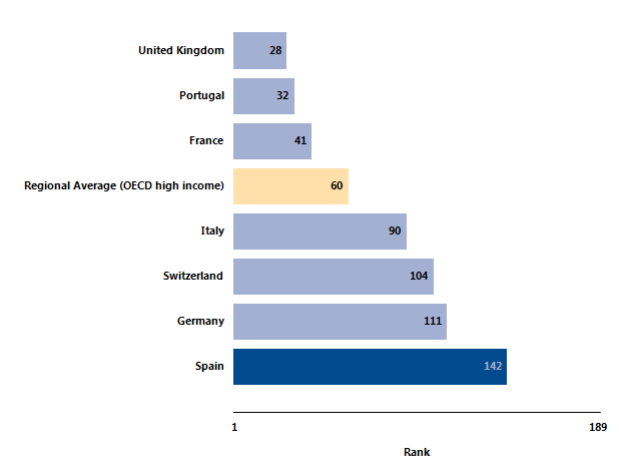 United Kingdom 28
Portugal 32
France 41
Regional Average (OECD high income) 60
Italy 90
Switzerland 104
Germany 111
Spain 142
1 189
Rank